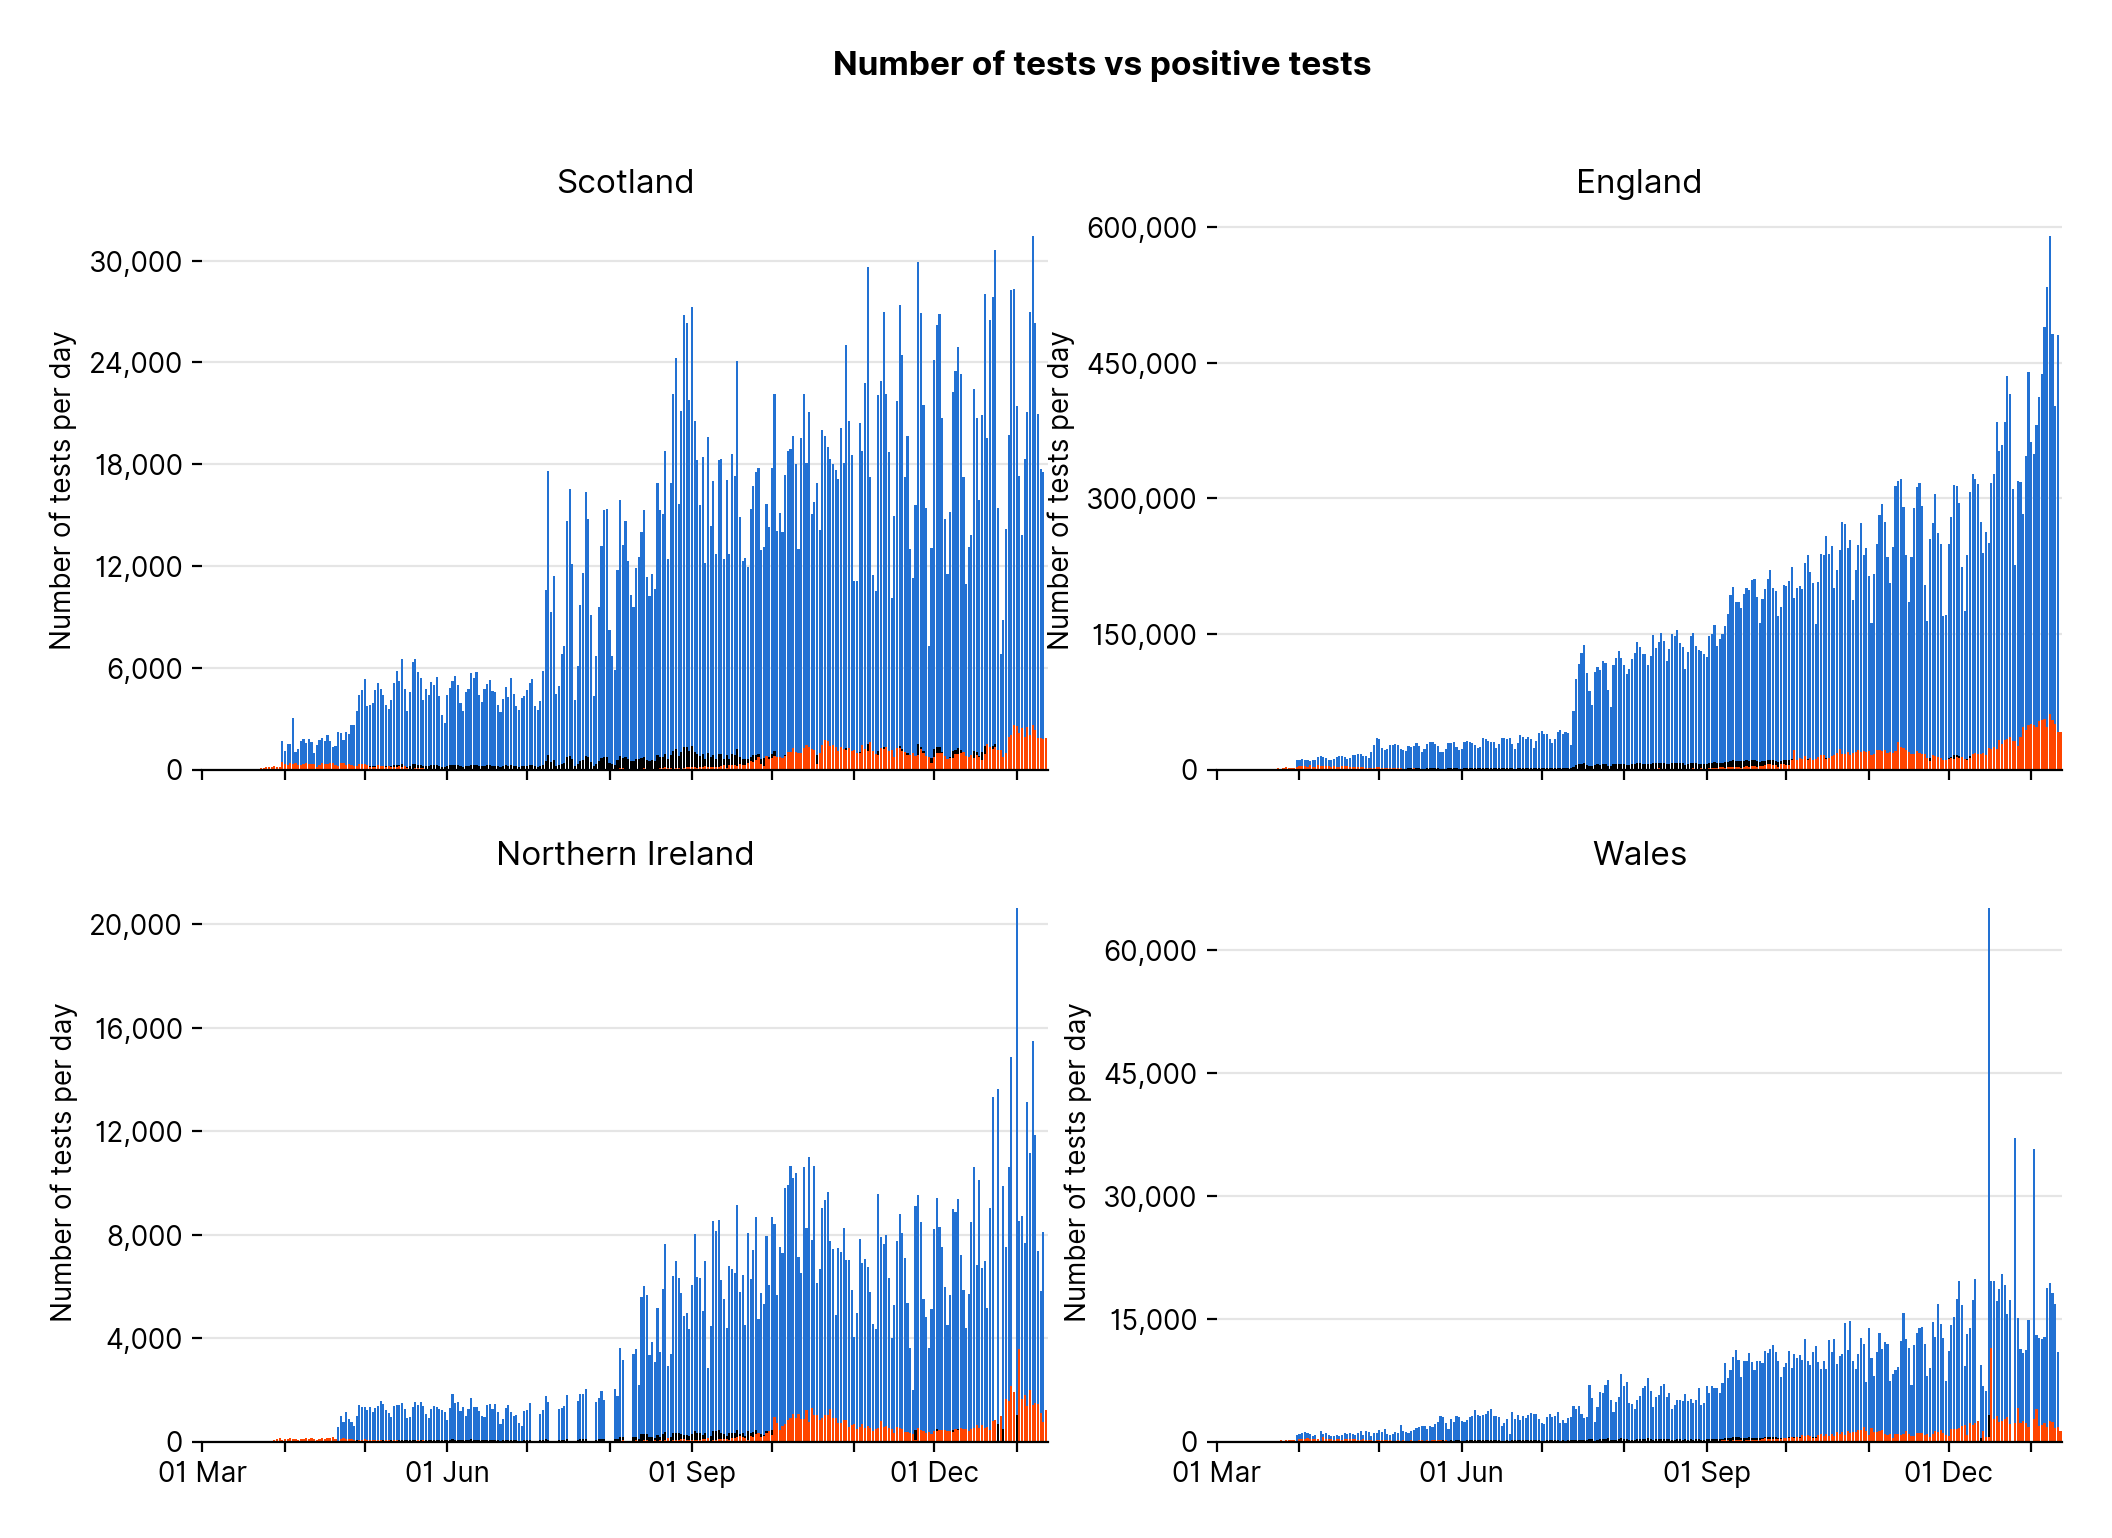 Number of tests vs positive tests
Scotland
30,000
24,000
18,000
12,000
6,000
0
Number of tests per day
England
600,000
450,000
300,000
150,000
0
Number of tests per day
Northern Ireland
20,000
16,000
12,000
8,000
4,000
0
Number of tests per day
01 Mar
01 Jun
01 Sep
01 Dec
Wales
60,000
45,000
30,000
15,000
0
Number of tests per day
01 Mar
01 Jun
01 Sep
01 Dec